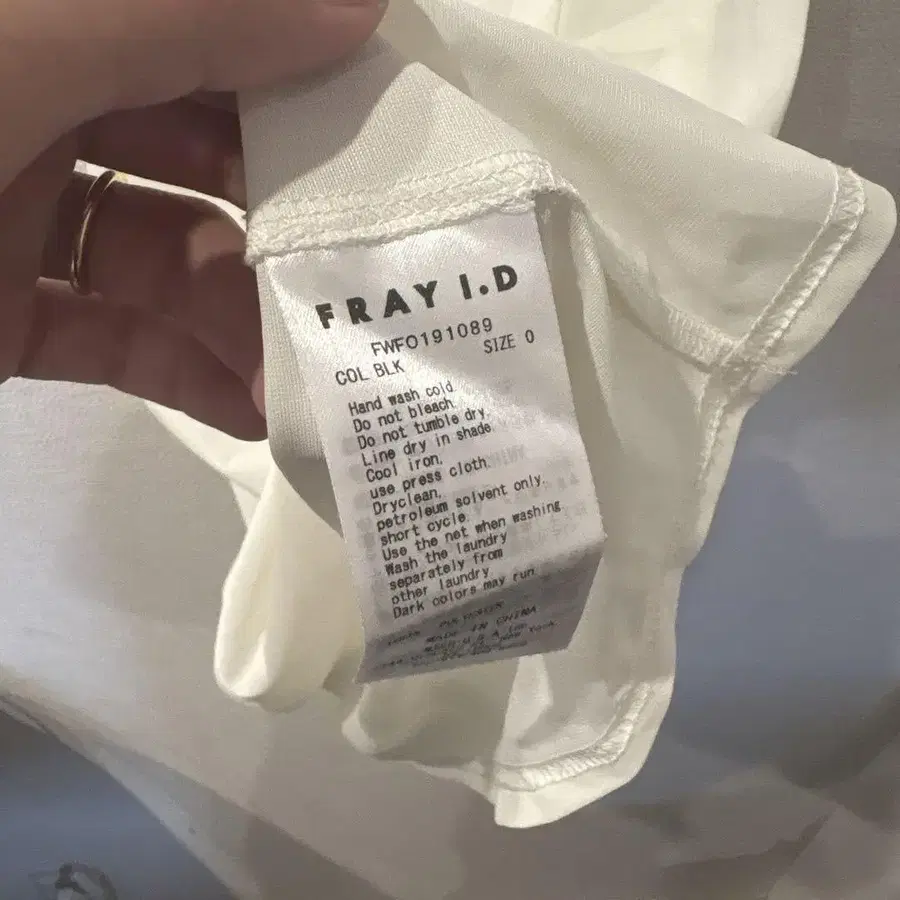 FRAY I.D
FWFO191089
COL BLK SIZE 0
Hand wash cold
Do not bleach.
Do not tumble dry.
Line dry in shade
Cool iron.
use press cloth.
Dryclean,
petroleum solvent only.
short cycle.
Use the net when washing
Wash the laundry
separately from
other laundry.
Dark colors may run
POLYESTER
MADE IN CHINA